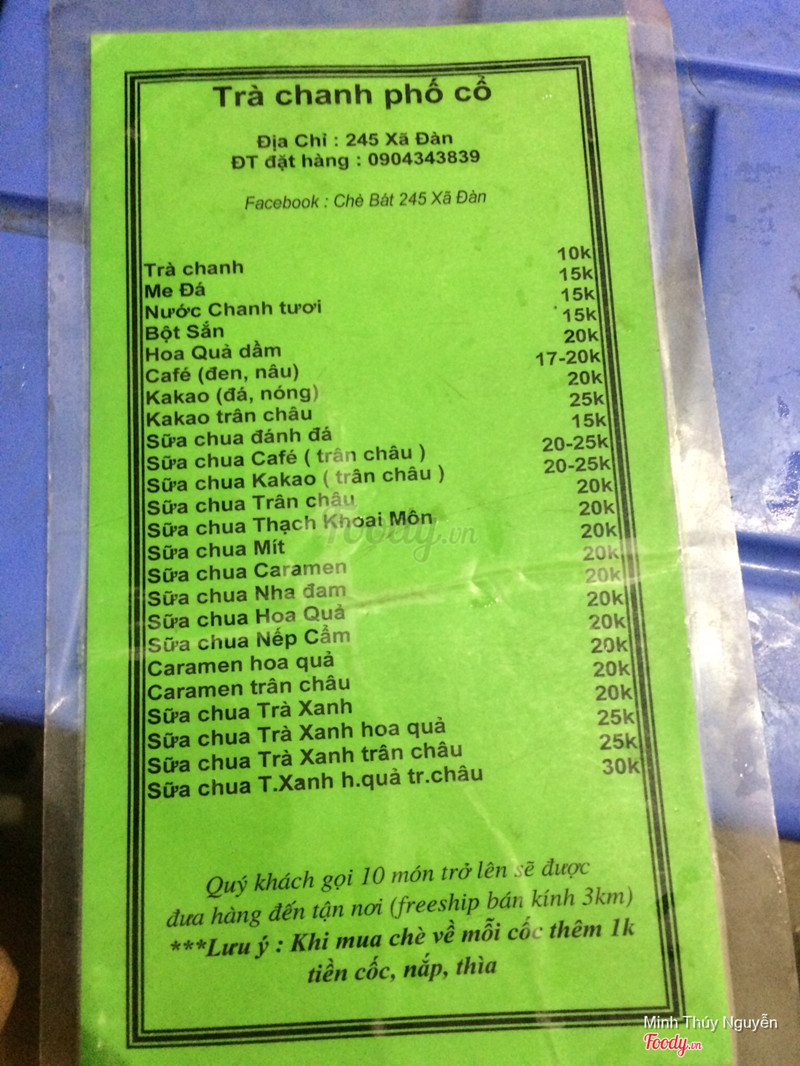 Trà chanh phố cổ
Địa Chỉ : 245 Xã Đàn
ĐT đặt hàng : 0904343839
Facebook : Chè Bát 245 Xã Đàn
Trà chanh 10k
Me Đá 15k
Nước Chanh tươi 15k
Bột Sắn 15k
Hoa Quả dầm 20k
Café (đen, nâu) 17-20k
Kakao (đá, nóng) 20k
Kakao trân châu 25k
Sữa chua đánh đá 15k
Sữa chua Café ( trân châu ) 20-25k
Sữa chua Kakao ( trân châu ) 20-25k
Sữa chua Trân châu 20k
Sữa chua Thạch Khoai Môn 20k
Sữa chua Mít 20k
Sữa chua Caramen 20k
Sữa chua Nha đam 20k
Sữa chua Hoa Quả 20k
Sữa chua Nếp Cẩm 20k
Caramen hoa quả 20k
Caramen trân châu 20k
Sữa chua Trà Xanh 20k
Sữa chua Trà Xanh hoa quả 25k
Sữa chua Trà Xanh trân châu 25k
Sữa chua T.Xanh h.quả tr.châu 30k
Foody.vn
Quý khách gọi 10 món trở lên sẽ được
đưa hàng đến tận nơi (freeship bán kính 3km)
***Lưu ý : Khi mua chè về mỗi cốc thêm 1k
tiền cốc, nắp, thìa
Minh Thúy Nguyễn
Foody.vn